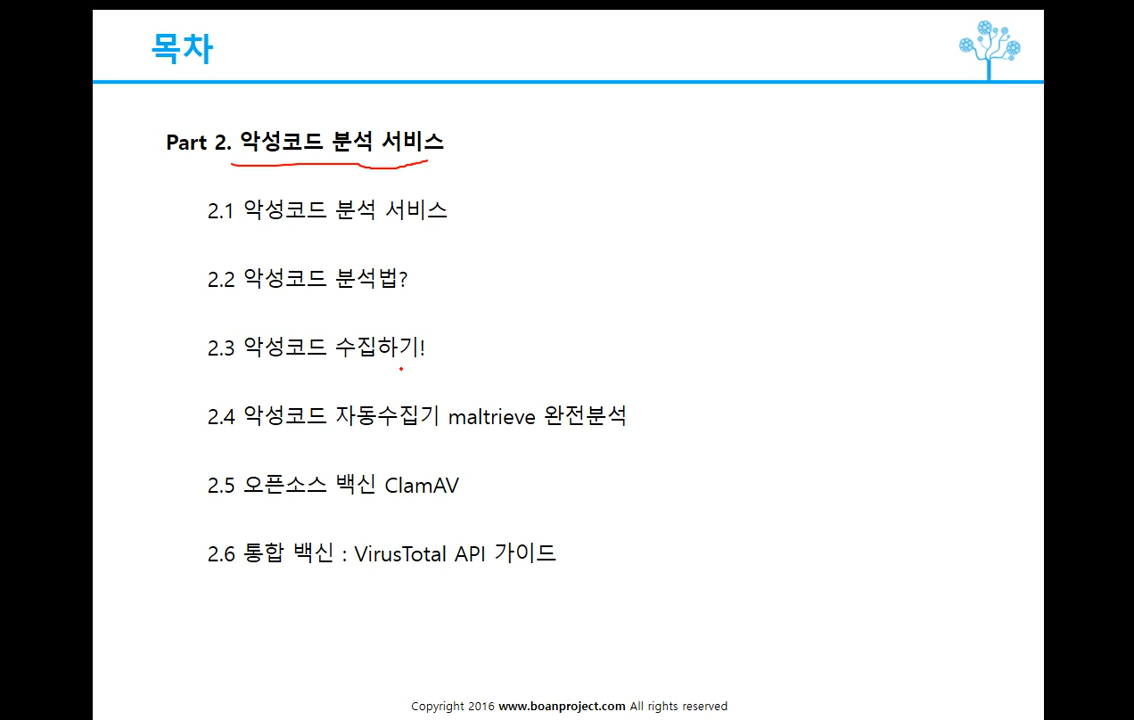 목차
Part 2. 악성코드 분석 서비스
2.1 악성코드 분석 서비스
2.2 악성코드 분석법?
2.3 악성코드 수집하기!
2.4 악성코드 자동수집기 maltrieve 완전분석
2.5 오픈소스 백신 ClamAV
2.6 통합 백신 : VirusTotal API 가이드
Copyright 2016 www.boanproject.com All rights reserved